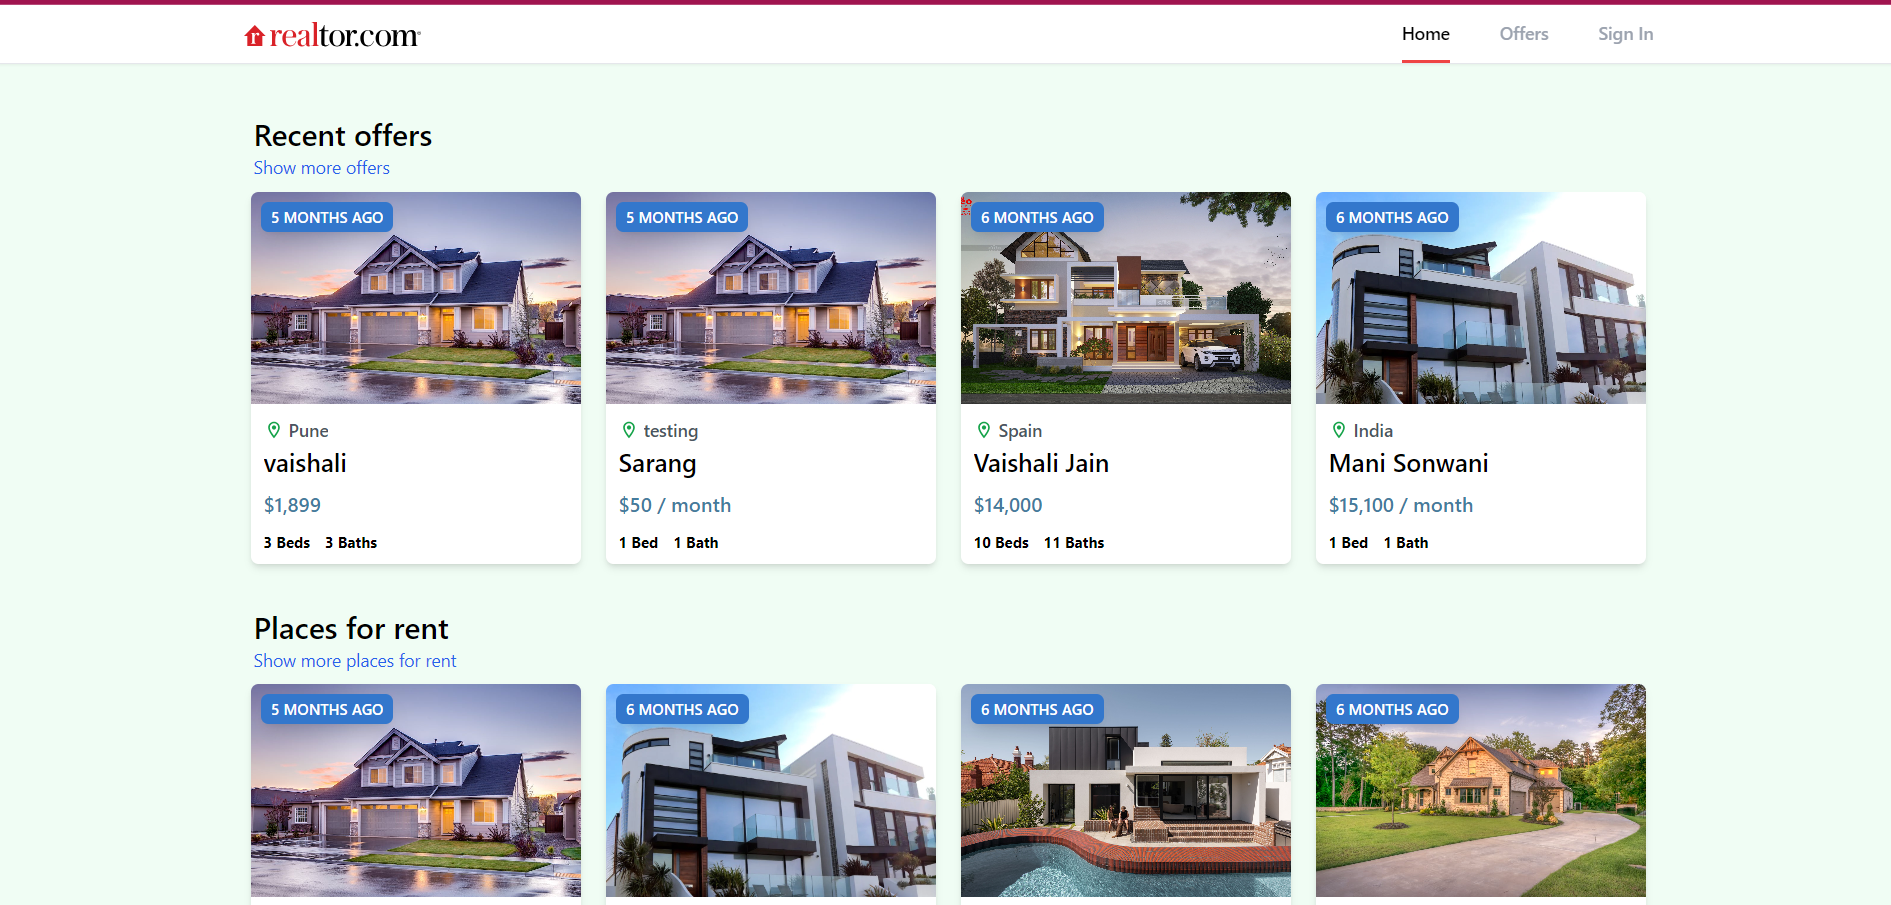 realtor.com
Home
Offers
Sign In
Recent offers
Show more offers
5 MONTHS AGO
5 MONTHS AGO
6 MONTHS AGO
6 MONTHS AGO
Pune
vaishali
$1,899
3 Beds 3 Baths
testing
Sarang
$50 / month
1 Bed 1 Bath
Spain
Vaishali Jain
$14,000
10 Beds 11 Baths
India
Mani Sonwani
$15,100 / month
1 Bed 1 Bath
Places for rent
Show more places for rent
5 MONTHS AGO
6 MONTHS AGO
6 MONTHS AGO
6 MONTHS AGO